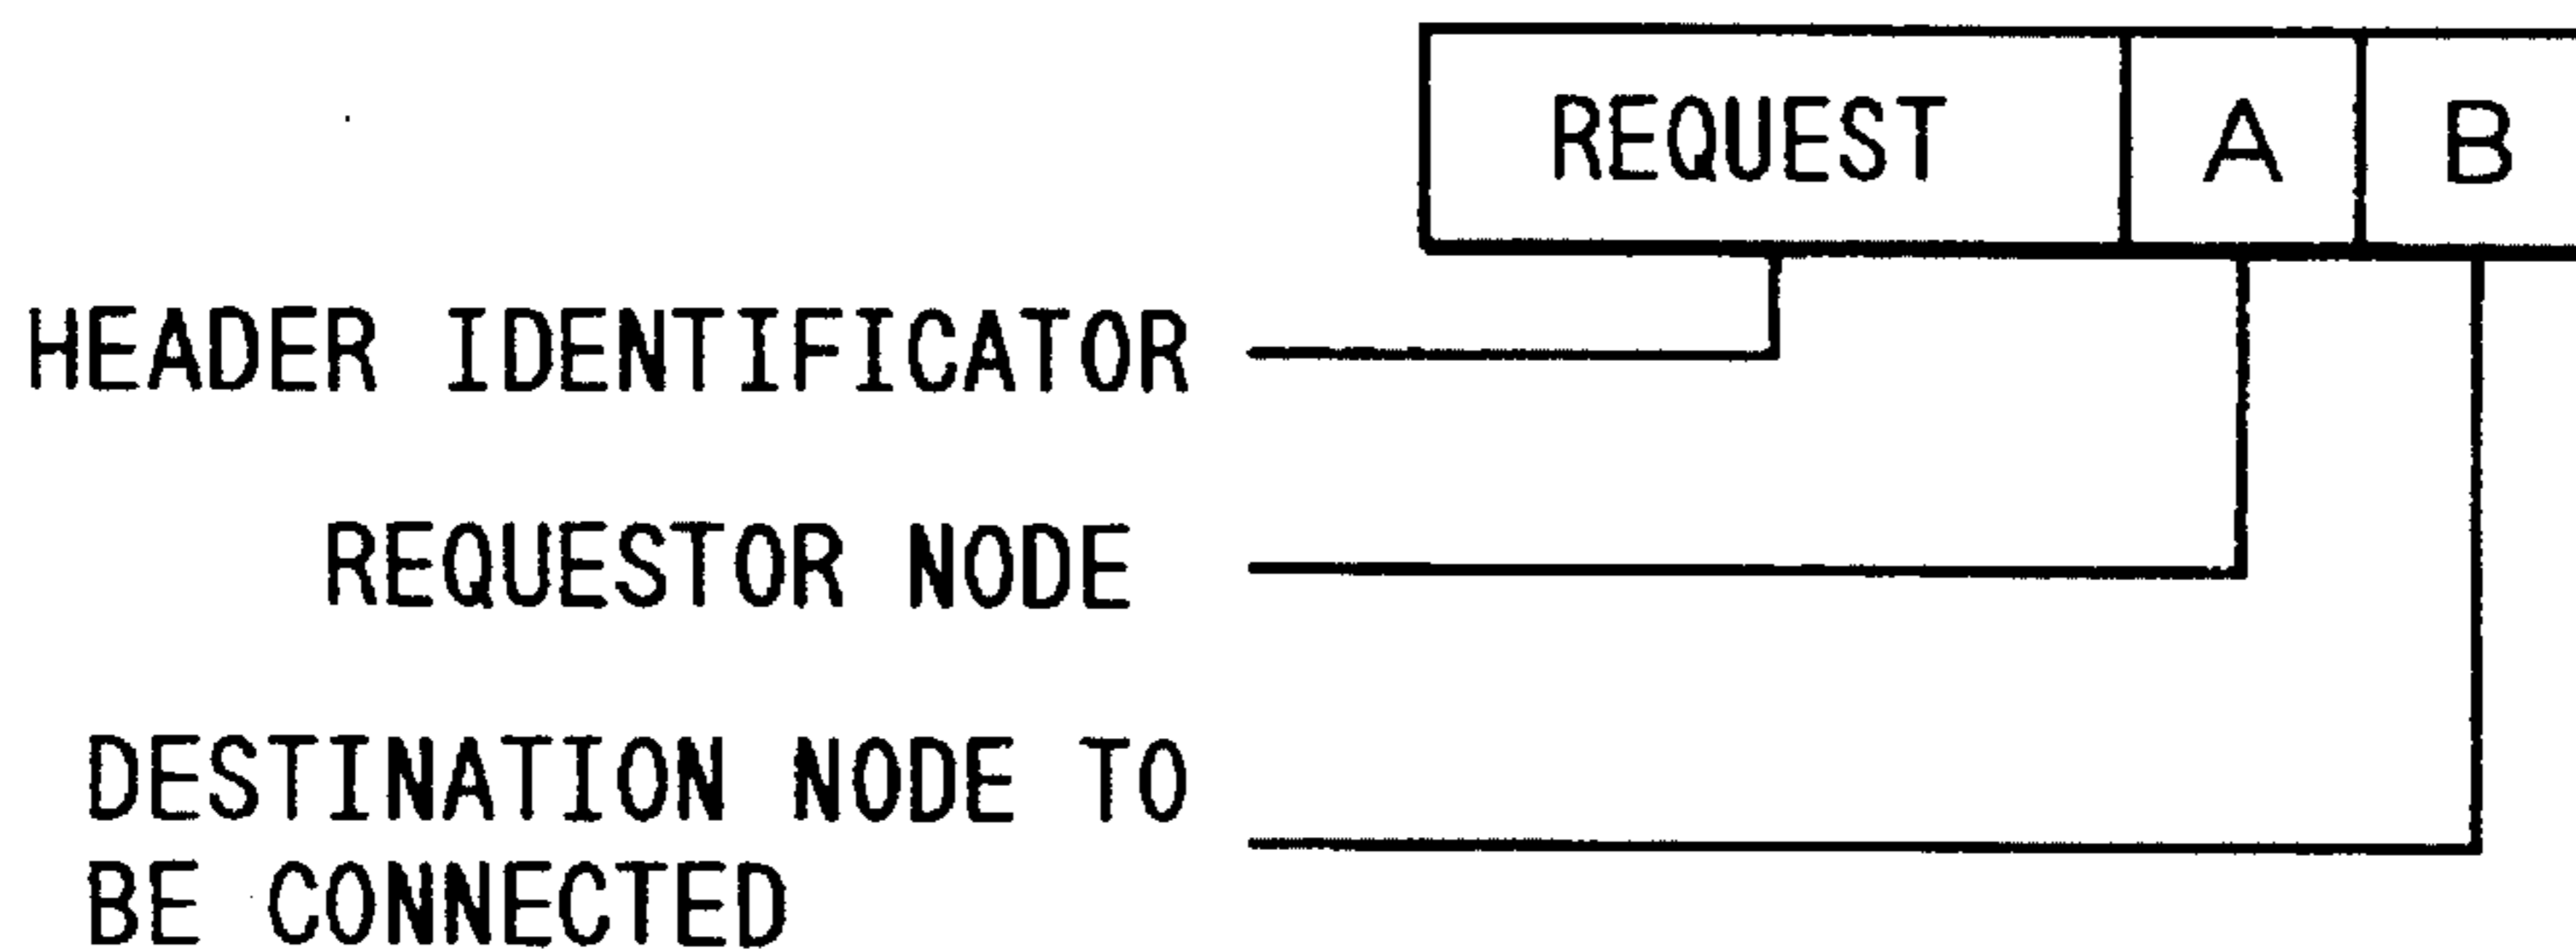 REQUEST A B
HEADER IDENTIFICATOR
REQUESTOR NODE
DESTINATION NODE TO
BE CONNECTED